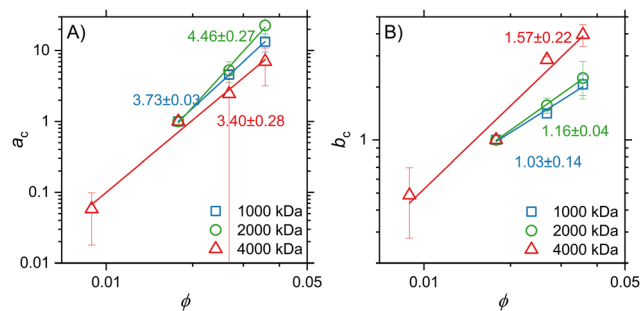 A)
4.46±0.27
3.73±0.03
3.40±0.28
10
1
0.1
0.01
a_c
1000 kDa
2000 kDa
4000 kDa
0.01
0.05
ϕ
B)
1.57±0.22
1.16±0.04
1.03±0.14
1
b_c
1000 kDa
2000 kDa
4000 kDa
0.01
0.05
ϕ